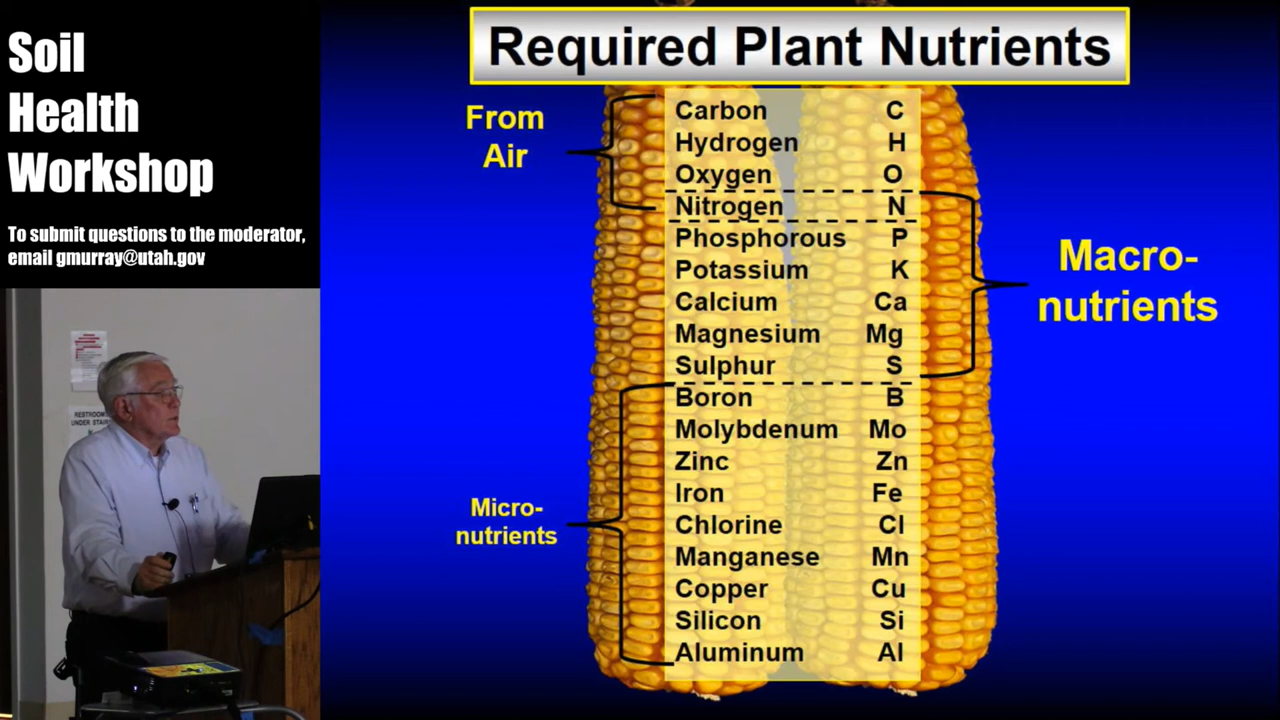 Soil
Health
Workshop
To submit questions to the moderator,
email gmurray@utah.gov
RESTROOMS
UNDER STAIRS
Required Plant Nutrients
From
Air
Carbon C
Hydrogen H
Oxygen O
Nitrogen N
Phosphorous P
Potassium K
Calcium Ca
Magnesium Mg
Sulphur S
Macro-
nutrients
Boron B
Molybdenum Mo
Zinc Zn
Iron Fe
Chlorine Cl
Manganese Mn
Copper Cu
Silicon Si
Aluminum Al
Micro-
nutrients